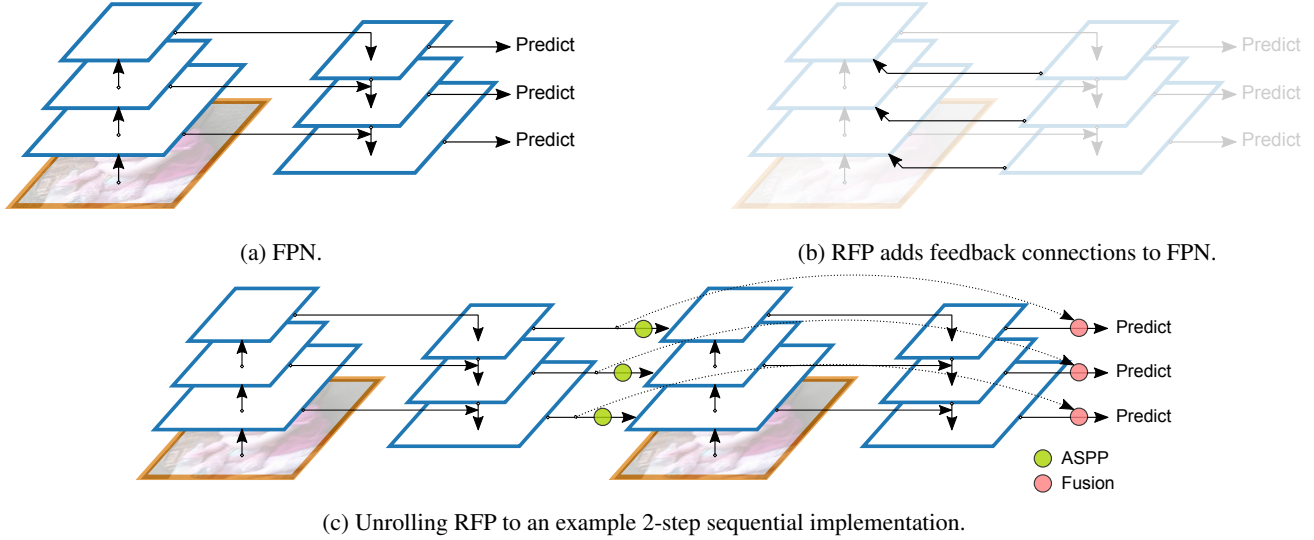 Predict
Predict
Predict
(a) FPN.
Predict
Predict
Predict
(b) RFP adds feedback connections to FPN.
Predict
Predict
Predict
ASPP
Fusion
(c) Unrolling RFP to an example 2-step sequential implementation.